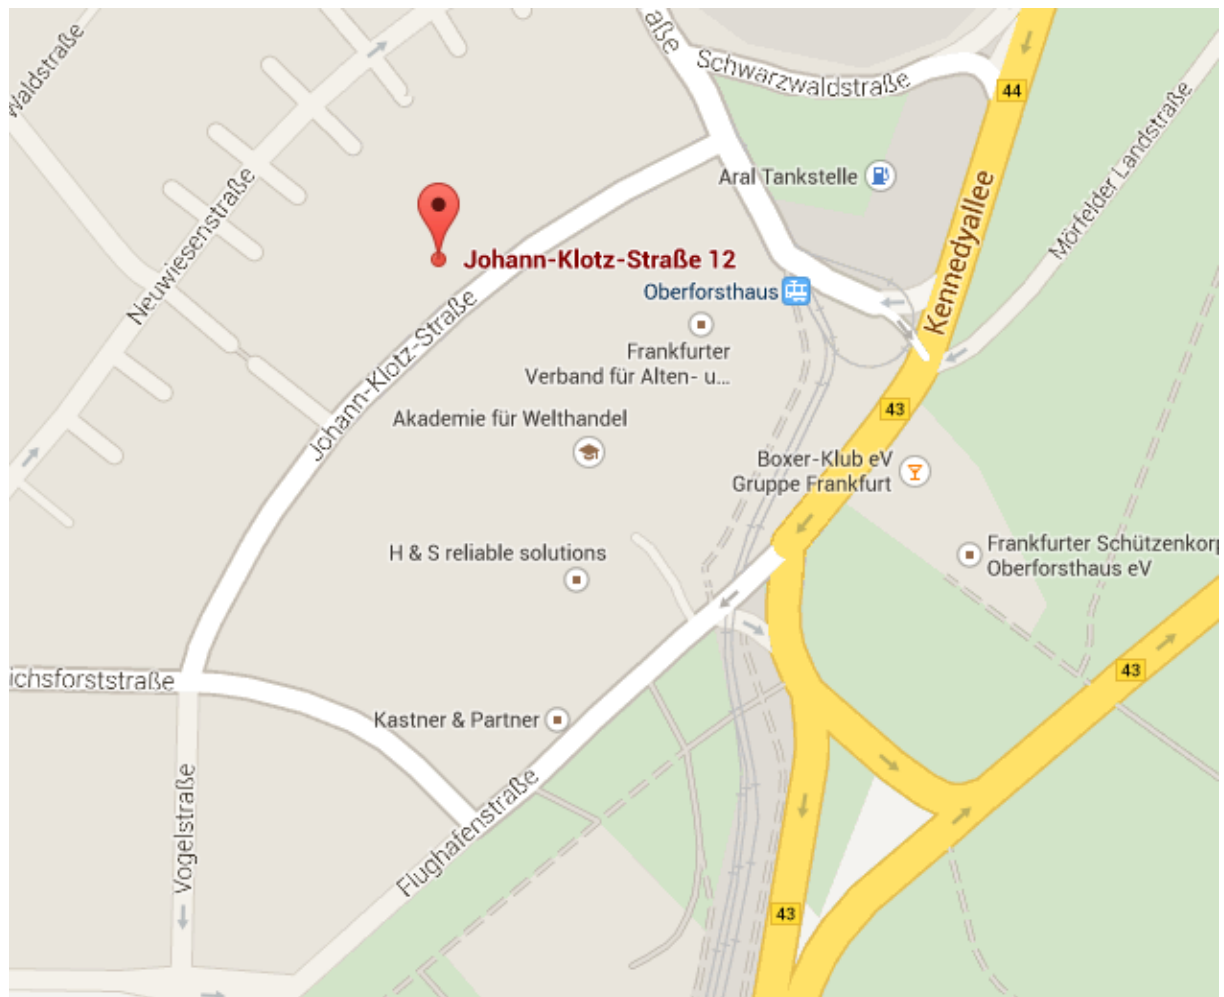 aße
Schwarzwaldstraße
44
Waldstraße
Mörfelder Landstraße
Aral Tankstelle
Neuwiesenstraße
Kennedyallee
Johann-Klotz-Straße 12
Oberforsthaus
Johann-Klotz-Straße
Frankfurter
Verband für Alten- u...
43
Akademie für Welthandel
Boxer-Klub eV
Gruppe Frankfurt
H & S reliable solutions
Frankfurter Schützenkorp
Oberforsthaus eV
43
ichsforststraße
Kastner & Partner
Vogelstraße
Flughafenstraße
43